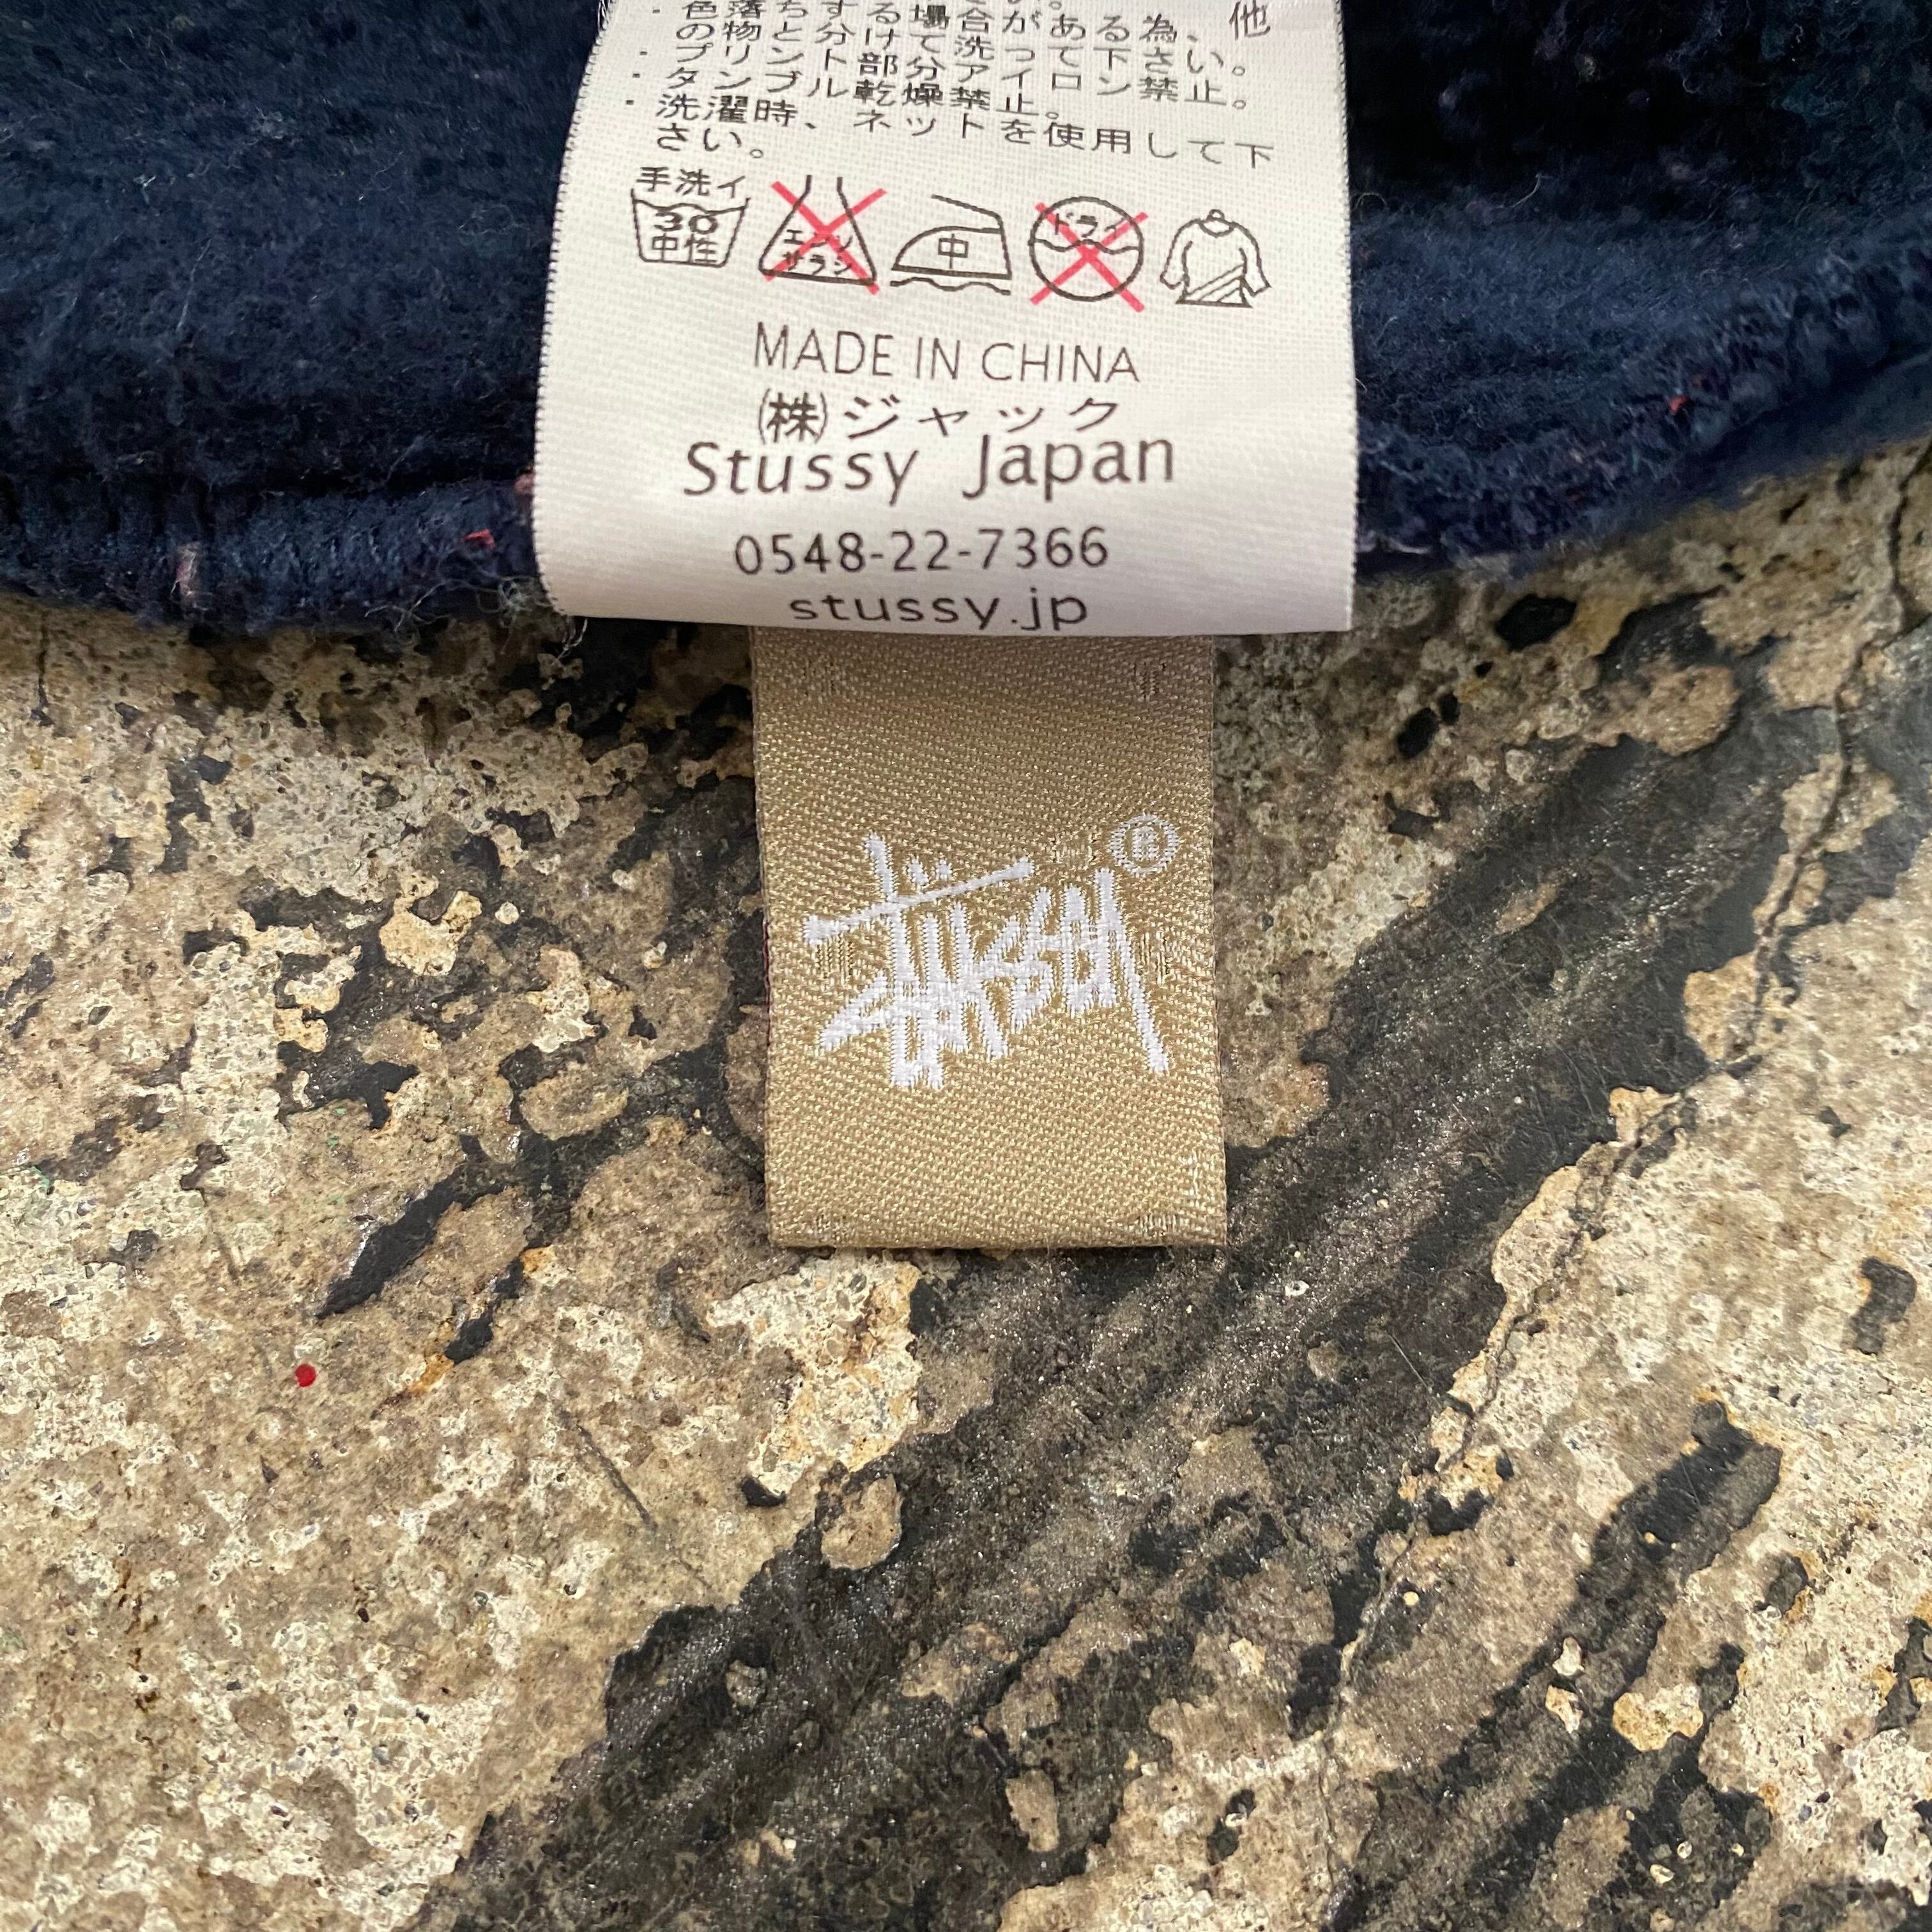 ・色落ちする場合がある為、他
の物と分けて洗って下さい。
・プリント部分アイロン禁止。
・タンブル乾燥禁止。
・洗濯時、ネットを使用して下
さい。
手洗イ
30
中性
エンソ
サラシ
中
ドライ
MADE IN CHINA
㈱ジャック
Stussy Japan
0548-22-7366
stussy.jp
Stüssy ®